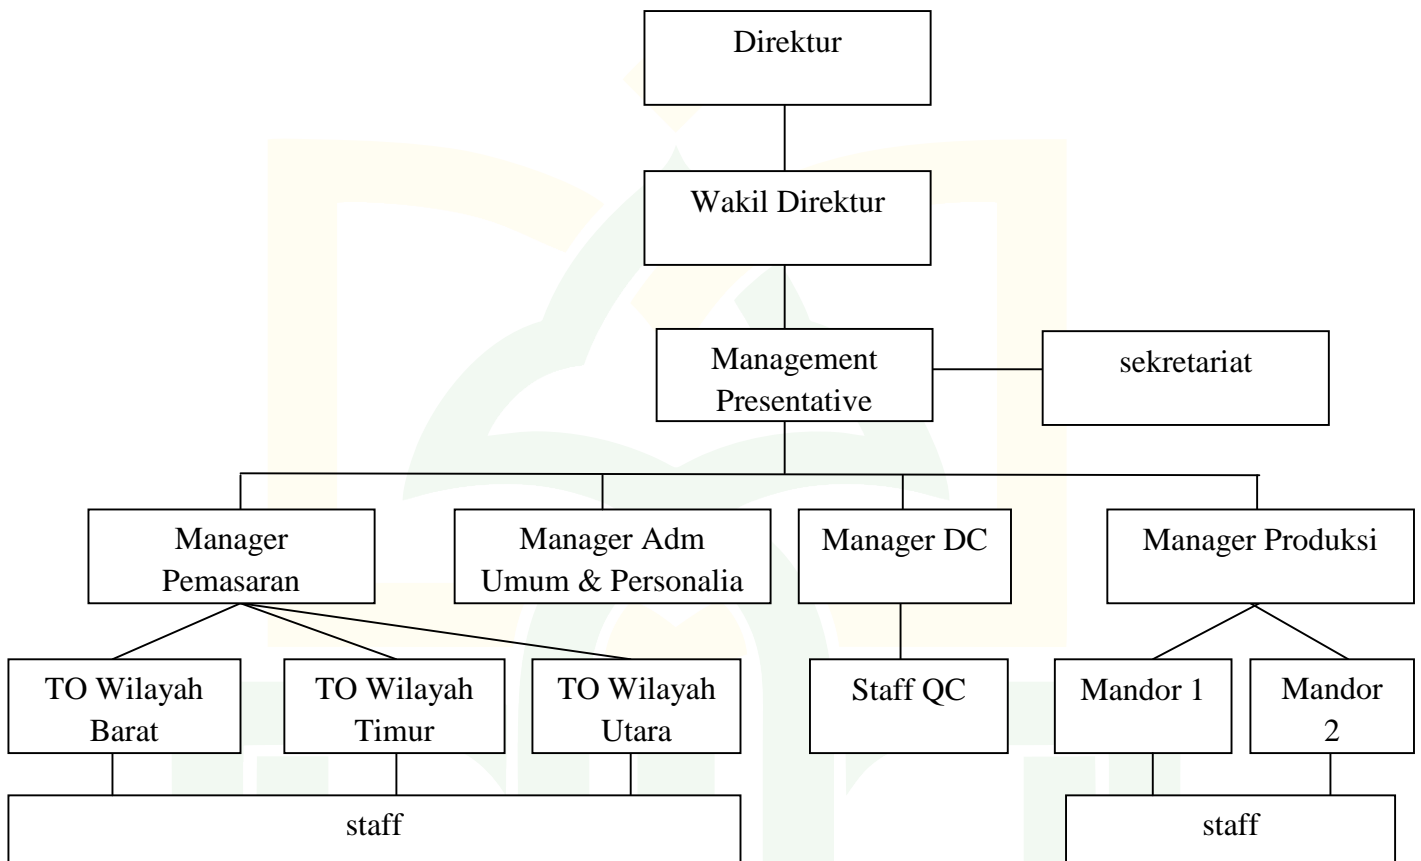 Direktur
Wakil Direktur
Management
Presentative
sekretariat
Manager
Pemasaran
Manager Adm
Umum & Personalia
Manager DC
Manager Produksi
TO Wilayah
Barat
TO Wilayah
Timur
TO Wilayah
Utara
Staff QC
Mandor 1
Mandor
2
staff
staff